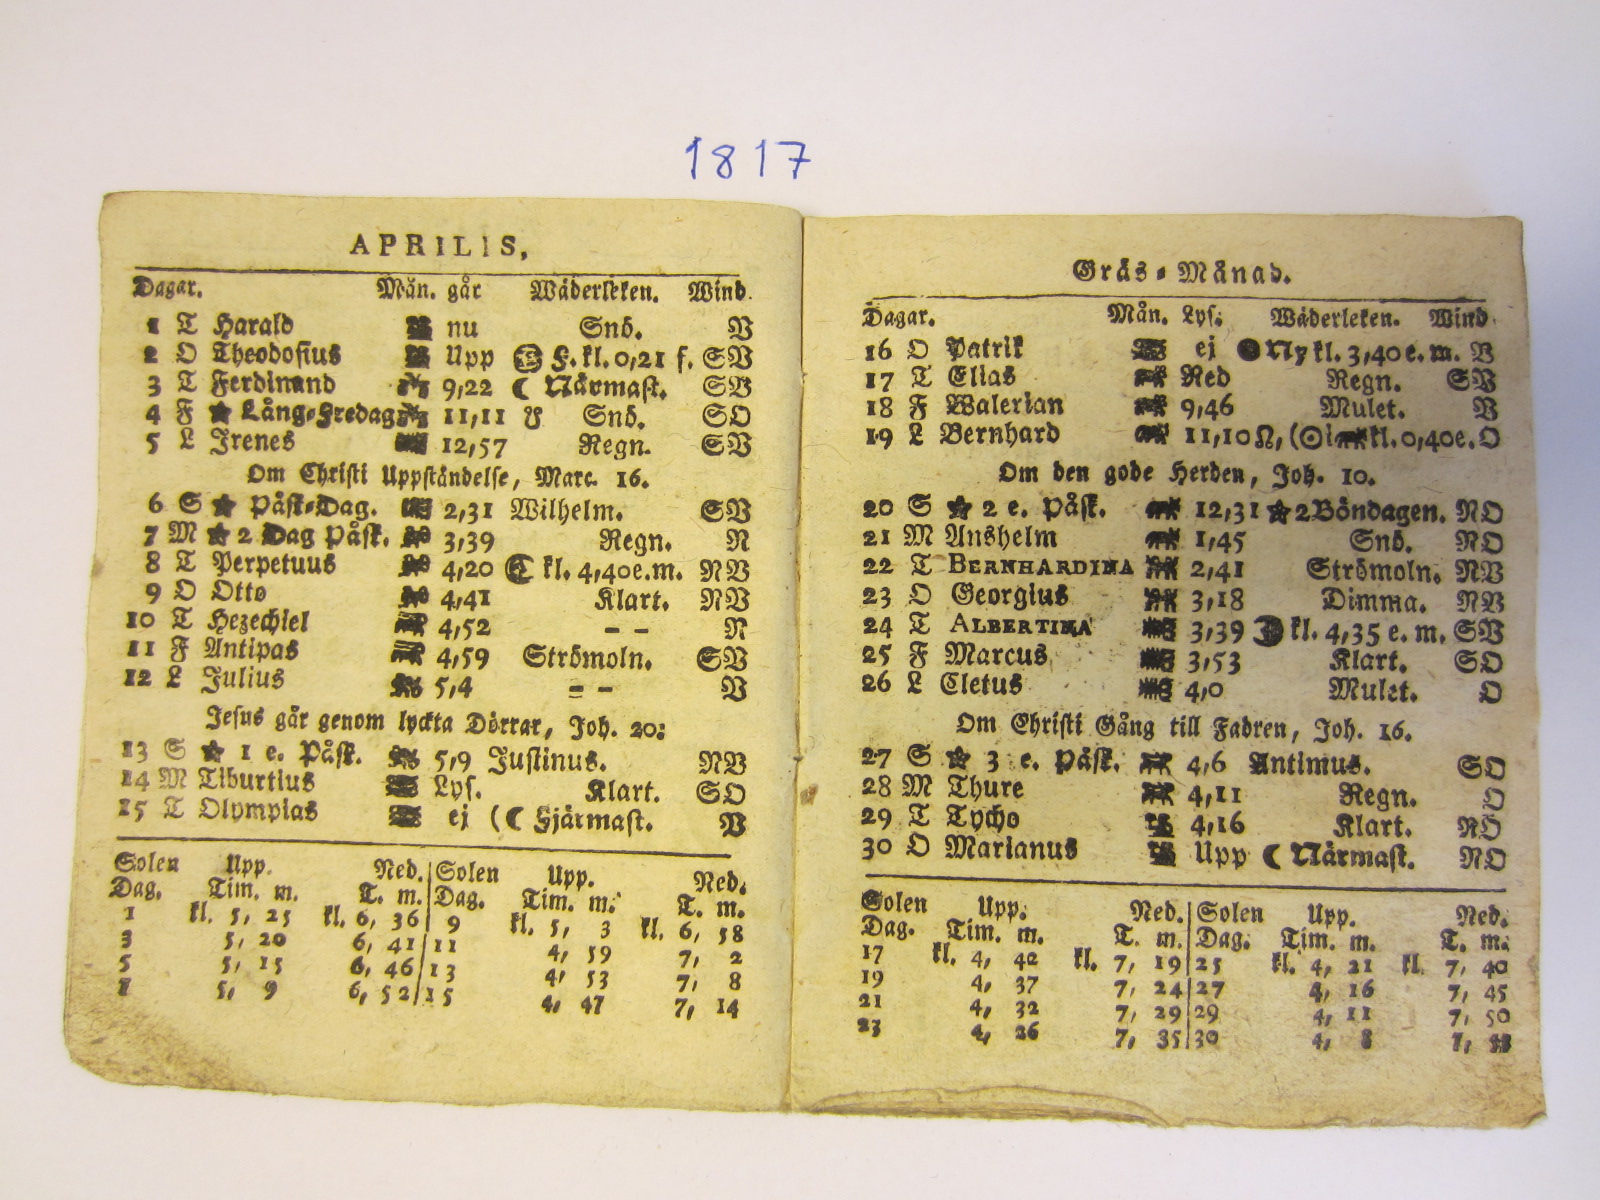 1817
APRILIS,
Dagar. Mån. går Wäderleken. Wind.
1 T Harald nu Snö. V
2 O Theodosius Upp F. kl. 0,21 f. SV
3 T Ferdinand 9,22 ☾ Närmast. SV
4 F ★ Lång-Fredag 11,11 ☋ Snö. SO
5 L Irenes 12,57 Regn. SV
Om Christi Uppståndelse, Marc. 16.
6 S ★ Påsk-Dag. 2,31 Wilhelm. SV
7 M ★ 2 Dag Påsk. 3,39 Regn. N
8 T Perpetuus 4,20 ☾ kl. 4,40 e.m. NV
9 O Otto 4,41 Klart. NV
10 T Hezechiel 4,52 - - N
11 F Antipas 4,59 Strömoln. SV
12 L Julius 5,4 - - V
Jesus går genom lyckta Dörrar, Joh. 20:
13 S ★ 1 e. Påsk. 5,9 Justinus. NV
14 M Tiburtius Lys. Klart. SO
15 T Olympias ej (☾ Fjärmast. V
Solen Upp. Ned. Solen Upp. Ned.
Dag. Tim. m. T. m. Dag. Tim. m. T. m.
1 kl. 5, 25 kl. 6, 36 9 kl. 5, 3 kl. 6, 58
3 5, 20 6, 41 11 4, 59 7, 2
5 5, 15 6, 46 13 4, 53 7, 8
7 5, 9 6, 52 15 4, 47 7, 14
Gräs-Månad.
Dagar. Mån. Lys. Wäderleken. Wind.
16 O Patrik ej ● Ny kl. 3,40 e. m. V
17 T Elias Ned Regn. SV
18 F Walerian 9,46 Mulet. V
19 L Bernhard 11,10 ☊, (☉ i kl. 0,40 e. O
Om den gode Herden, Joh. 10.
20 S ★ 2 e. Påsk. 12,31 ★ 2 Böndagen. NO
21 M Anshelm 1,45 Snö. NO
22 T BERNHARDINA 2,41 Strömoln. NV
23 O Georgius 3,18 Dimma. NV
24 T ALBERTINA 3,39 ☽ kl. 4,35 e. m. SV
25 F Marcus 3,53 Klart. SO
26 L Cletus 4,0 Mulet. O
Om Christi Gång till Fadren, Joh. 16.
27 S ★ 3 e. Påsk. 4,6 Antimus. SO
28 M Thure 4,11 Regn. O
29 T Tycho 4,16 Klart. NO
30 O Marianus Upp ☾ Närmast. NO
Solen Upp. Ned. Solen Upp. Ned.
Dag. Tim. m. T. m. Dag. Tim. m. T. m.
17 kl. 4, 42 kl. 7, 19 25 kl. 4, 21 kl. 7, 40
19 4, 37 7, 24 27 4, 16 7, 45
21 4, 32 7, 29 29 4, 11 7, 50
23 4, 26 7, 35 30 4, 8 7,